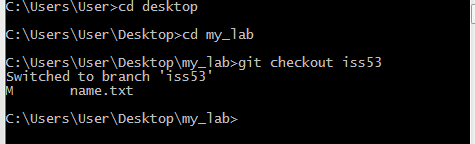 C:\Users\User>cd desktop
C:\Users\User\Desktop>cd my_lab
C:\Users\User\Desktop\my_lab>git checkout iss53
Switched to branch 'iss53'
M       name.txt
C:\Users\User\Desktop\my_lab>